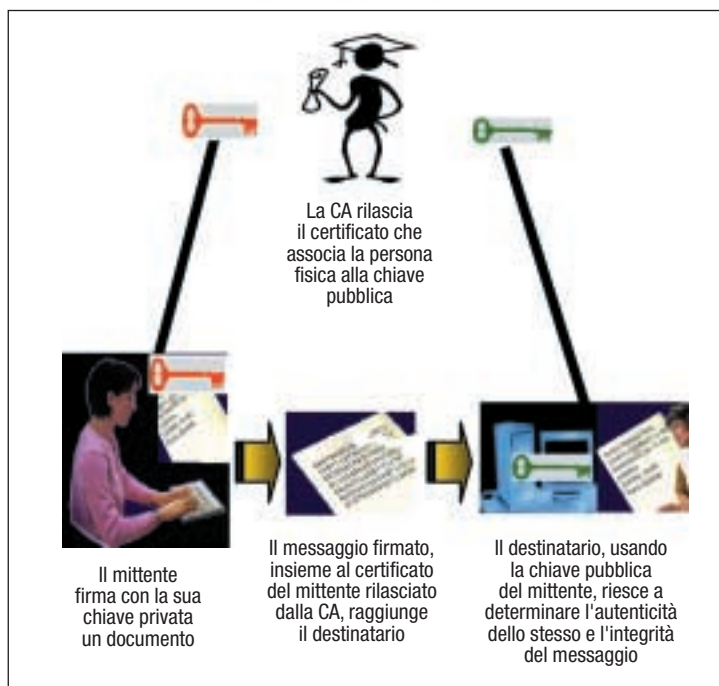 La CA rilascia
il certificato che
associa la persona
fisica alla chiave
pubblica
Il mittente
firma con la sua
chiave privata
un documento
Il messaggio firmato,
insieme al certificato
del mittente rilasciato
dalla CA, raggiunge
il destinatario
Il destinatario, usando
la chiave pubblica
del mittente, riesce a
determinare l'autenticità
dello stesso e l'integrità
del messaggio